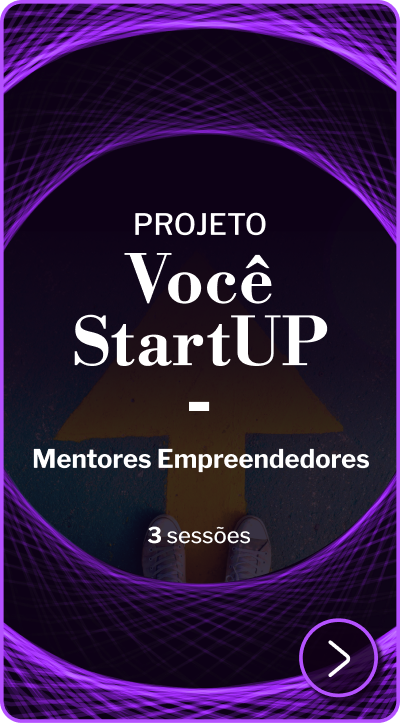 PROJETO
Você
StartUP
-
Mentores Empreendedores
3 sessões